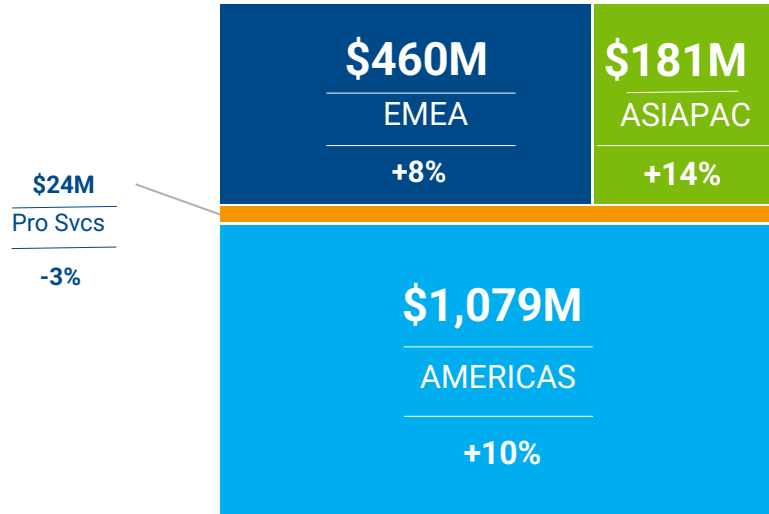 $460M
EMEA
+8%
$181M
ASIAPAC
+14%
$24M
Pro Svcs
-3%
$1,079M
AMERICAS
+10%